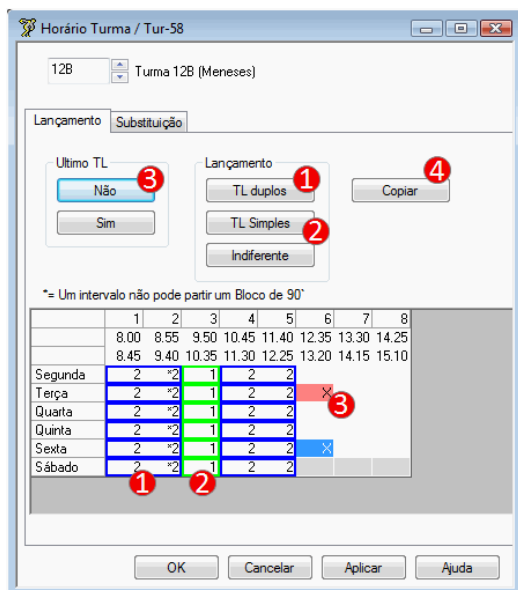 Horário Turma / Tur-58
12B Turma 12B (Meneses)
Lançamento Substituição
Ultimo TL Lançamento
3 1 4
Não TL duplos Copiar
Sim TL Simples 2
Indiferente
*= Um intervalo não pode partir um Bloco de 90`
1 2 3 4 5 6 7 8
8.00 8.55 9.50 10.45 11.40 12.35 13.30 14.25
8.45 9.40 10.35 11.30 12.25 13.20 14.15 15.10
Segunda 2 *2 1 2 2
Terça 2 *2 1 2 2 X 3
Quarta 2 *2 1 2 2
Quinta 2 *2 1 2 2
Sexta 2 *2 1 2 2 X
Sábado 2 *2 1 2 2
1 2
OK Cancelar Aplicar Ajuda